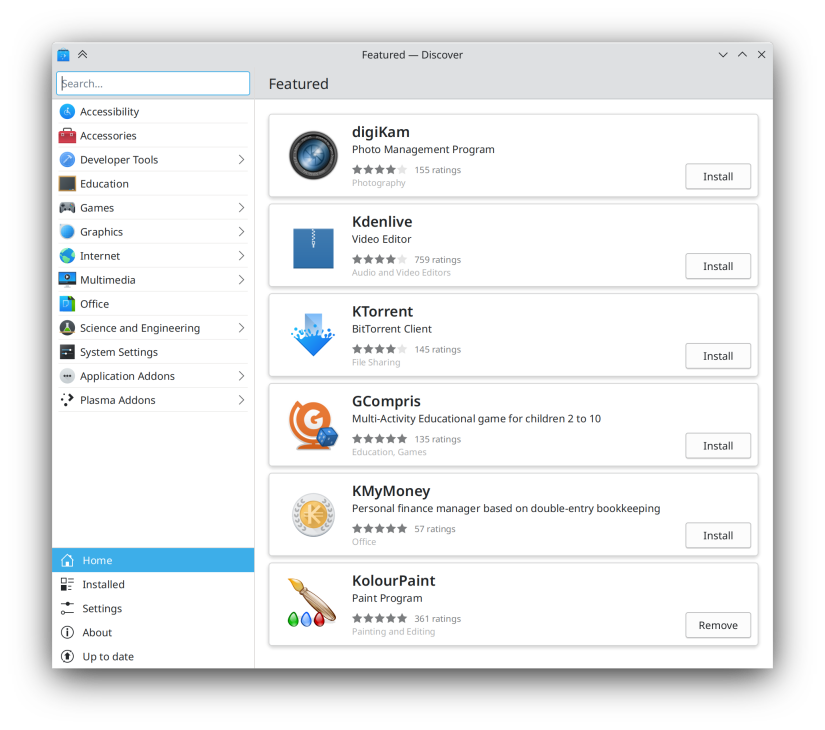 Featured — Discover
Search...
Featured
Accessibility
Accessories
Developer Tools
Education
Games
Graphics
Internet
Multimedia
Office
Science and Engineering
System Settings
Application Addons
Plasma Addons
Home
Installed
Settings
About
Up to date
digiKam
Photo Management Program
155 ratings
Photography
Install
Kdenlive
Video Editor
759 ratings
Audio and Video Editors
Install
KTorrent
BitTorrent Client
145 ratings
File Sharing
Install
GCompris
Multi-Activity Educational game for children 2 to 10
135 ratings
Education, Games
Install
KMyMoney
Personal finance manager based on double-entry bookkeeping
57 ratings
Office
Install
KolourPaint
Paint Program
361 ratings
Painting and Editing
Remove